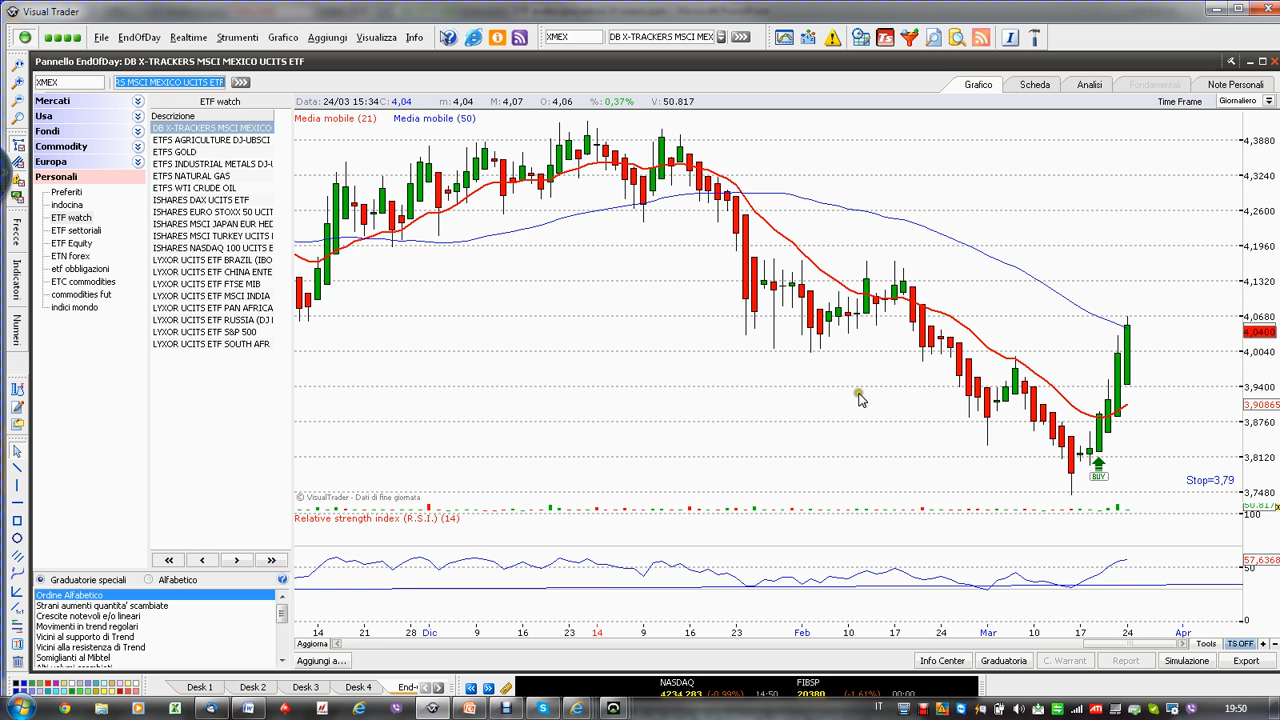 Visual Trader
File EndOfDay Realtime Strumenti Grafico Aggiungi Visualizza Info
XMEX DB X-TRACKERS MSCI MEX
Pannello EndOfDay: DB X-TRACKERS MSCI MEXICO UCITS ETF
XMEX RS MSCI MEXICO UCITS ETF
Grafico Scheda Analisi Fondamentali Note Personali
Mercati
Usa
Fondi
Commodity
Europa
Personali
Preferiti
indocina
ETF watch
ETF settoriali
ETF Equity
ETN forex
etf obbligazioni
ETC commodities
commodities fut
indici mondo
ETF watch
Descrizione
DB X-TRACKERS MSCI MEXICO
ETFS AGRICULTURE DJ-UBSCI
ETFS GOLD
ETFS INDUSTRIAL METALS DJ-U
ETFS NATURAL GAS
ETFS WTI CRUDE OIL
ISHARES DAX UCITS ETF
ISHARES EURO STOXX 50 UCIT
ISHARES MSCI JAPAN EUR HED
ISHARES MSCI TURKEY UCITS
ISHARES NASDAQ 100 UCITS E
LYXOR UCITS ETF BRAZIL (IBO
LYXOR UCITS ETF CHINA ENTE
LYXOR UCITS ETF FTSE MIB
LYXOR UCITS ETF MSCI INDIA
LYXOR UCITS ETF PAN AFRICA
LYXOR UCITS ETF RUSSIA (DJ
LYXOR UCITS ETF S&P 500
LYXOR UCITS ETF SOUTH AFR
Data: 24/03 15:34 C: 4,04 m: 4,04 M: 4,07 O: 4,06 %: 0,37% V: 50.817
Time Frame Giornaliero
Media mobile (21) Media mobile (50)
4,3880
4,3240
4,2600
4,1960
4,1320
4,0680
4,0400
4,0040
3,9400
3,90865
3,8760
3,8120
3,7480
BUY
Stop=3,79
© VisualTrader - Dati di fine giornata
50.817
Relative strength index (R.S.I.) (14)
100
57,6368
50
0
14 21 28 Dic 9 16 23 14 9 16 23 Feb 10 17 24 Mar 10 17 24 Apr
Frecce
Indicatori
Numeri
Graduatorie speciali Alfabetico
Ordine Alfabetico
Strani aumenti quantita' scambiate
Crescite notevoli e/o lineari
Movimenti in trend regolari
Vicini al supporto di Trend
Vicini alla resistenza di Trend
Somiglianti al Mibtel
Aggiorna Tools TS OFF
Aggiungi a... Info Center Graduatoria C. Warrant Report Simulazione Export
Desk 1 Desk 2 Desk 3 Desk 4 End-
NASDAQ FIBSP
4234,283 (-0.99%) 14:50 20380 (-1.61%) 00:00
IT 19:50